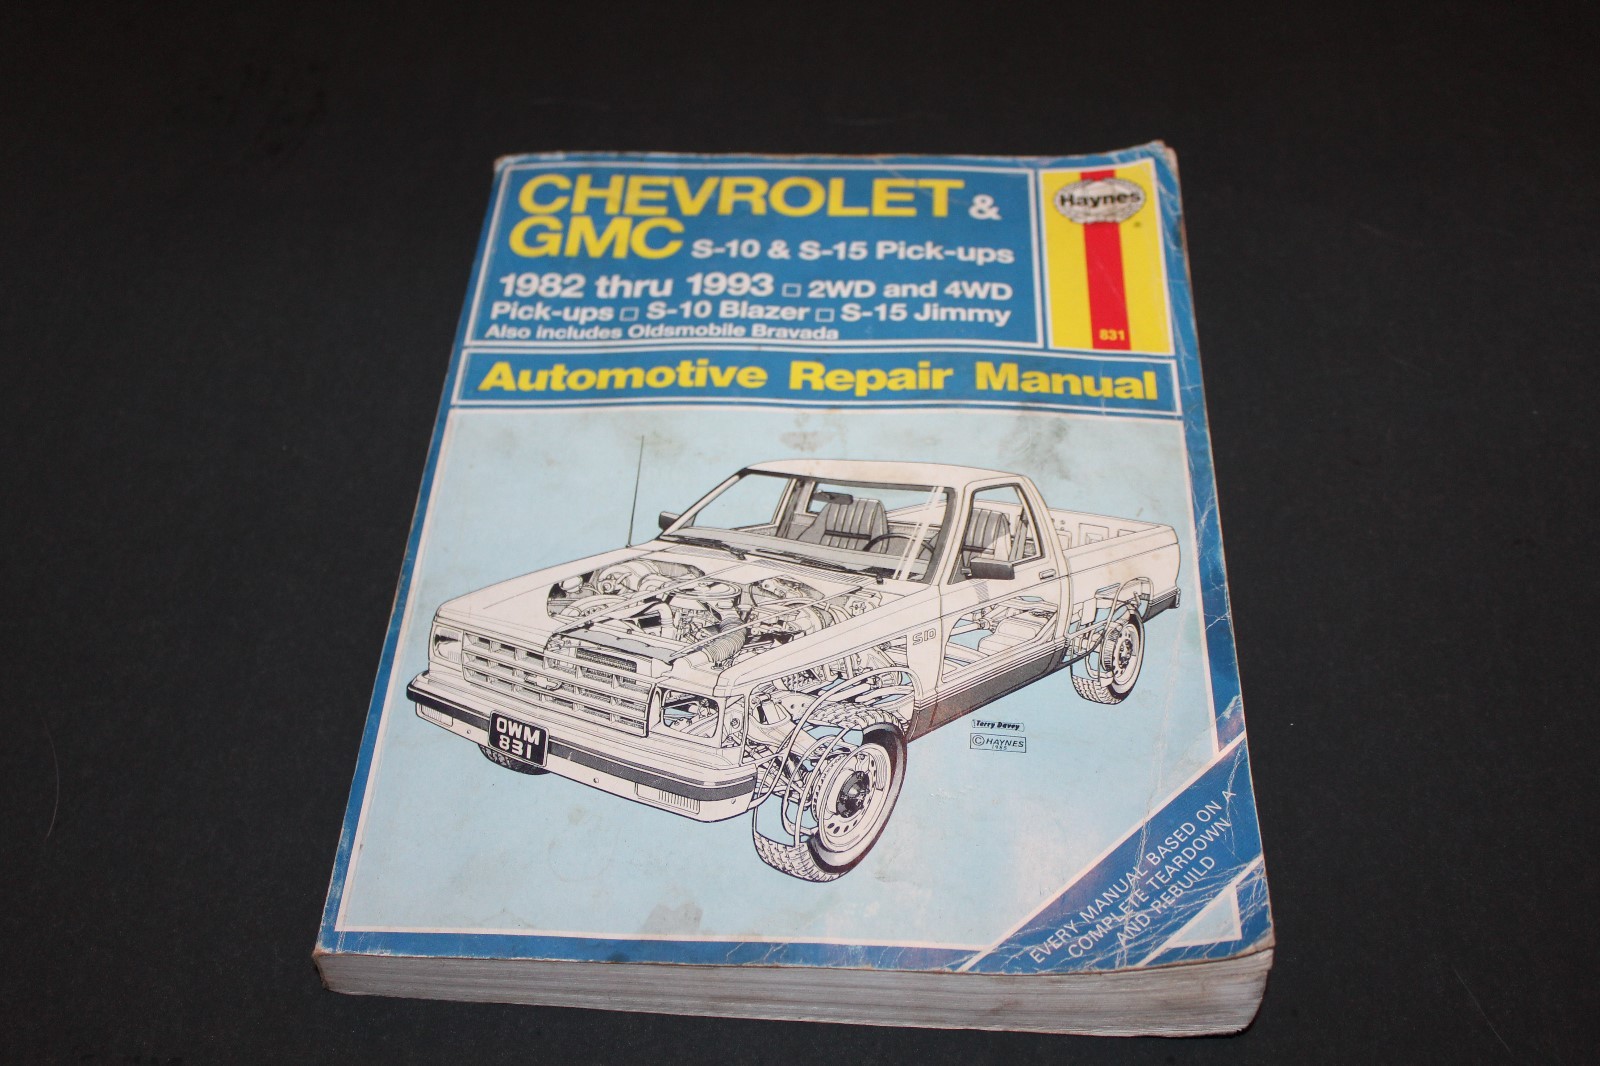 CHEVROLET &
GMC S-10 & S-15 Pick-ups
1982 thru 1993 □ 2WD and 4WD
Pick-ups □ S-10 Blazer □ S-15 Jimmy
Also includes Oldsmobile Bravada
Haynes
®
831
Automotive Repair Manual
S10
OWM
831
Terry Davey
© HAYNES
1985
EVERY MANUAL BASED ON A
COMPLETE TEARDOWN
AND REBUILD